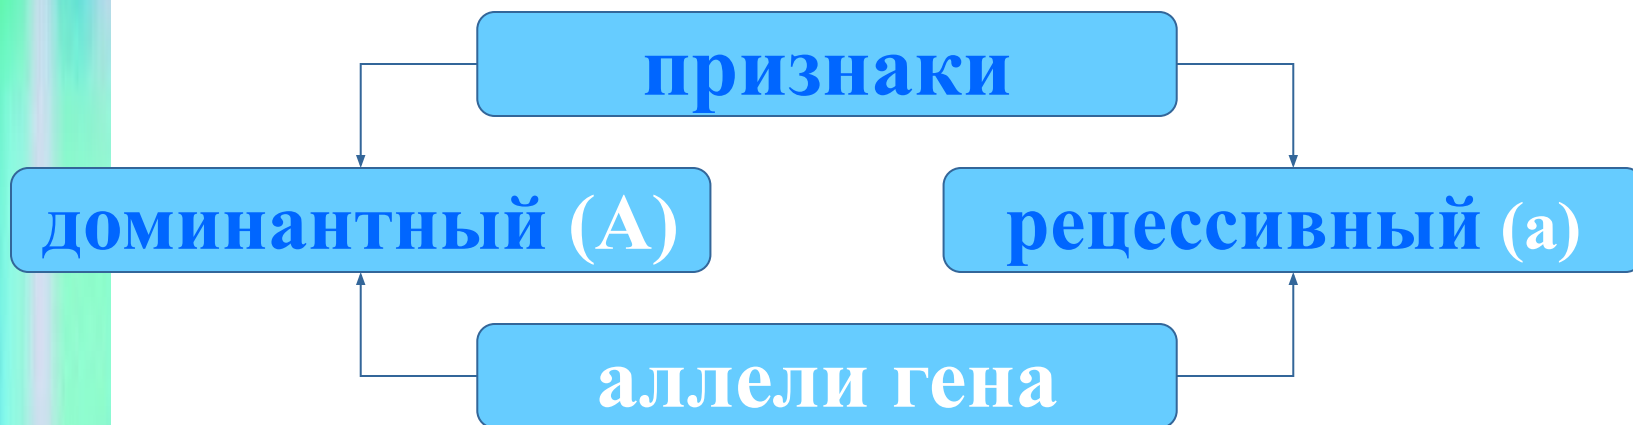 признаки
доминантный (А)
рецессивный (а)
аллели гена